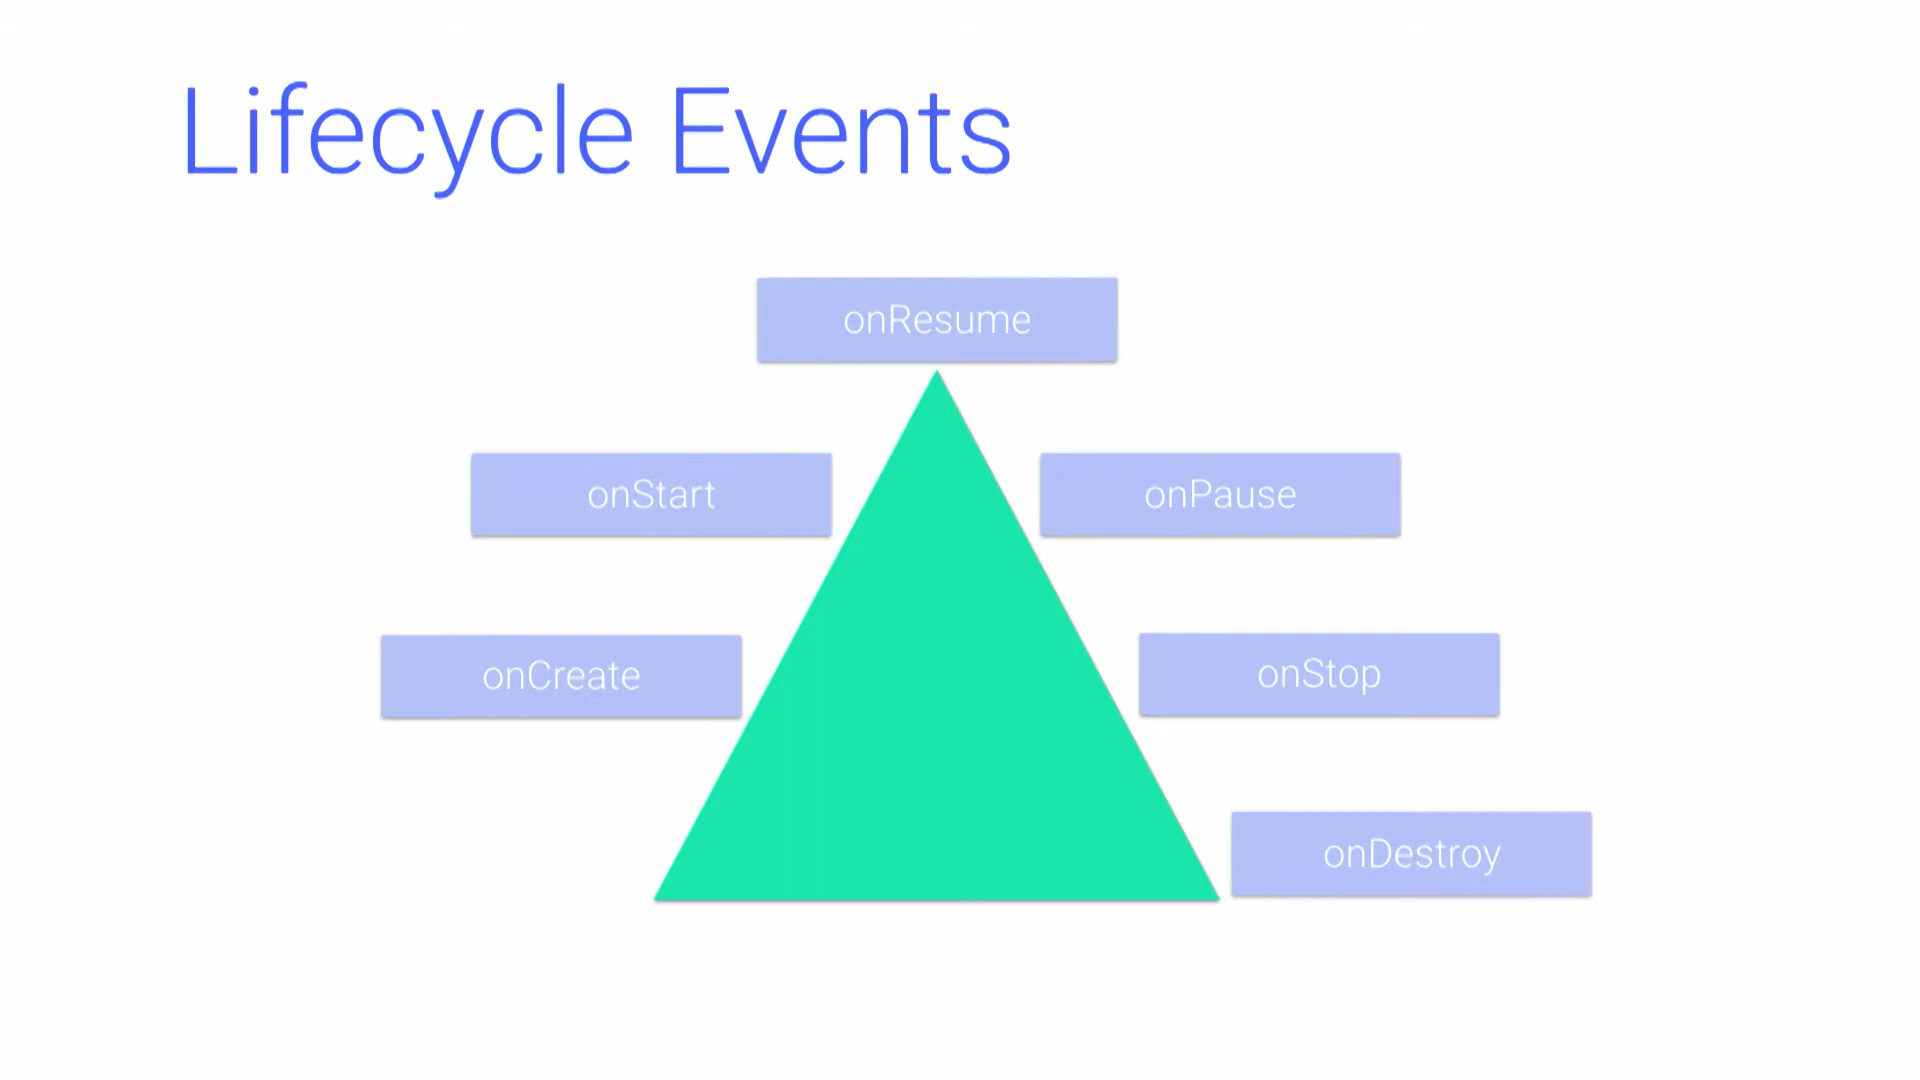 Lifecycle Events
onResume
onStart
onPause
onCreate
onStop
onDestroy